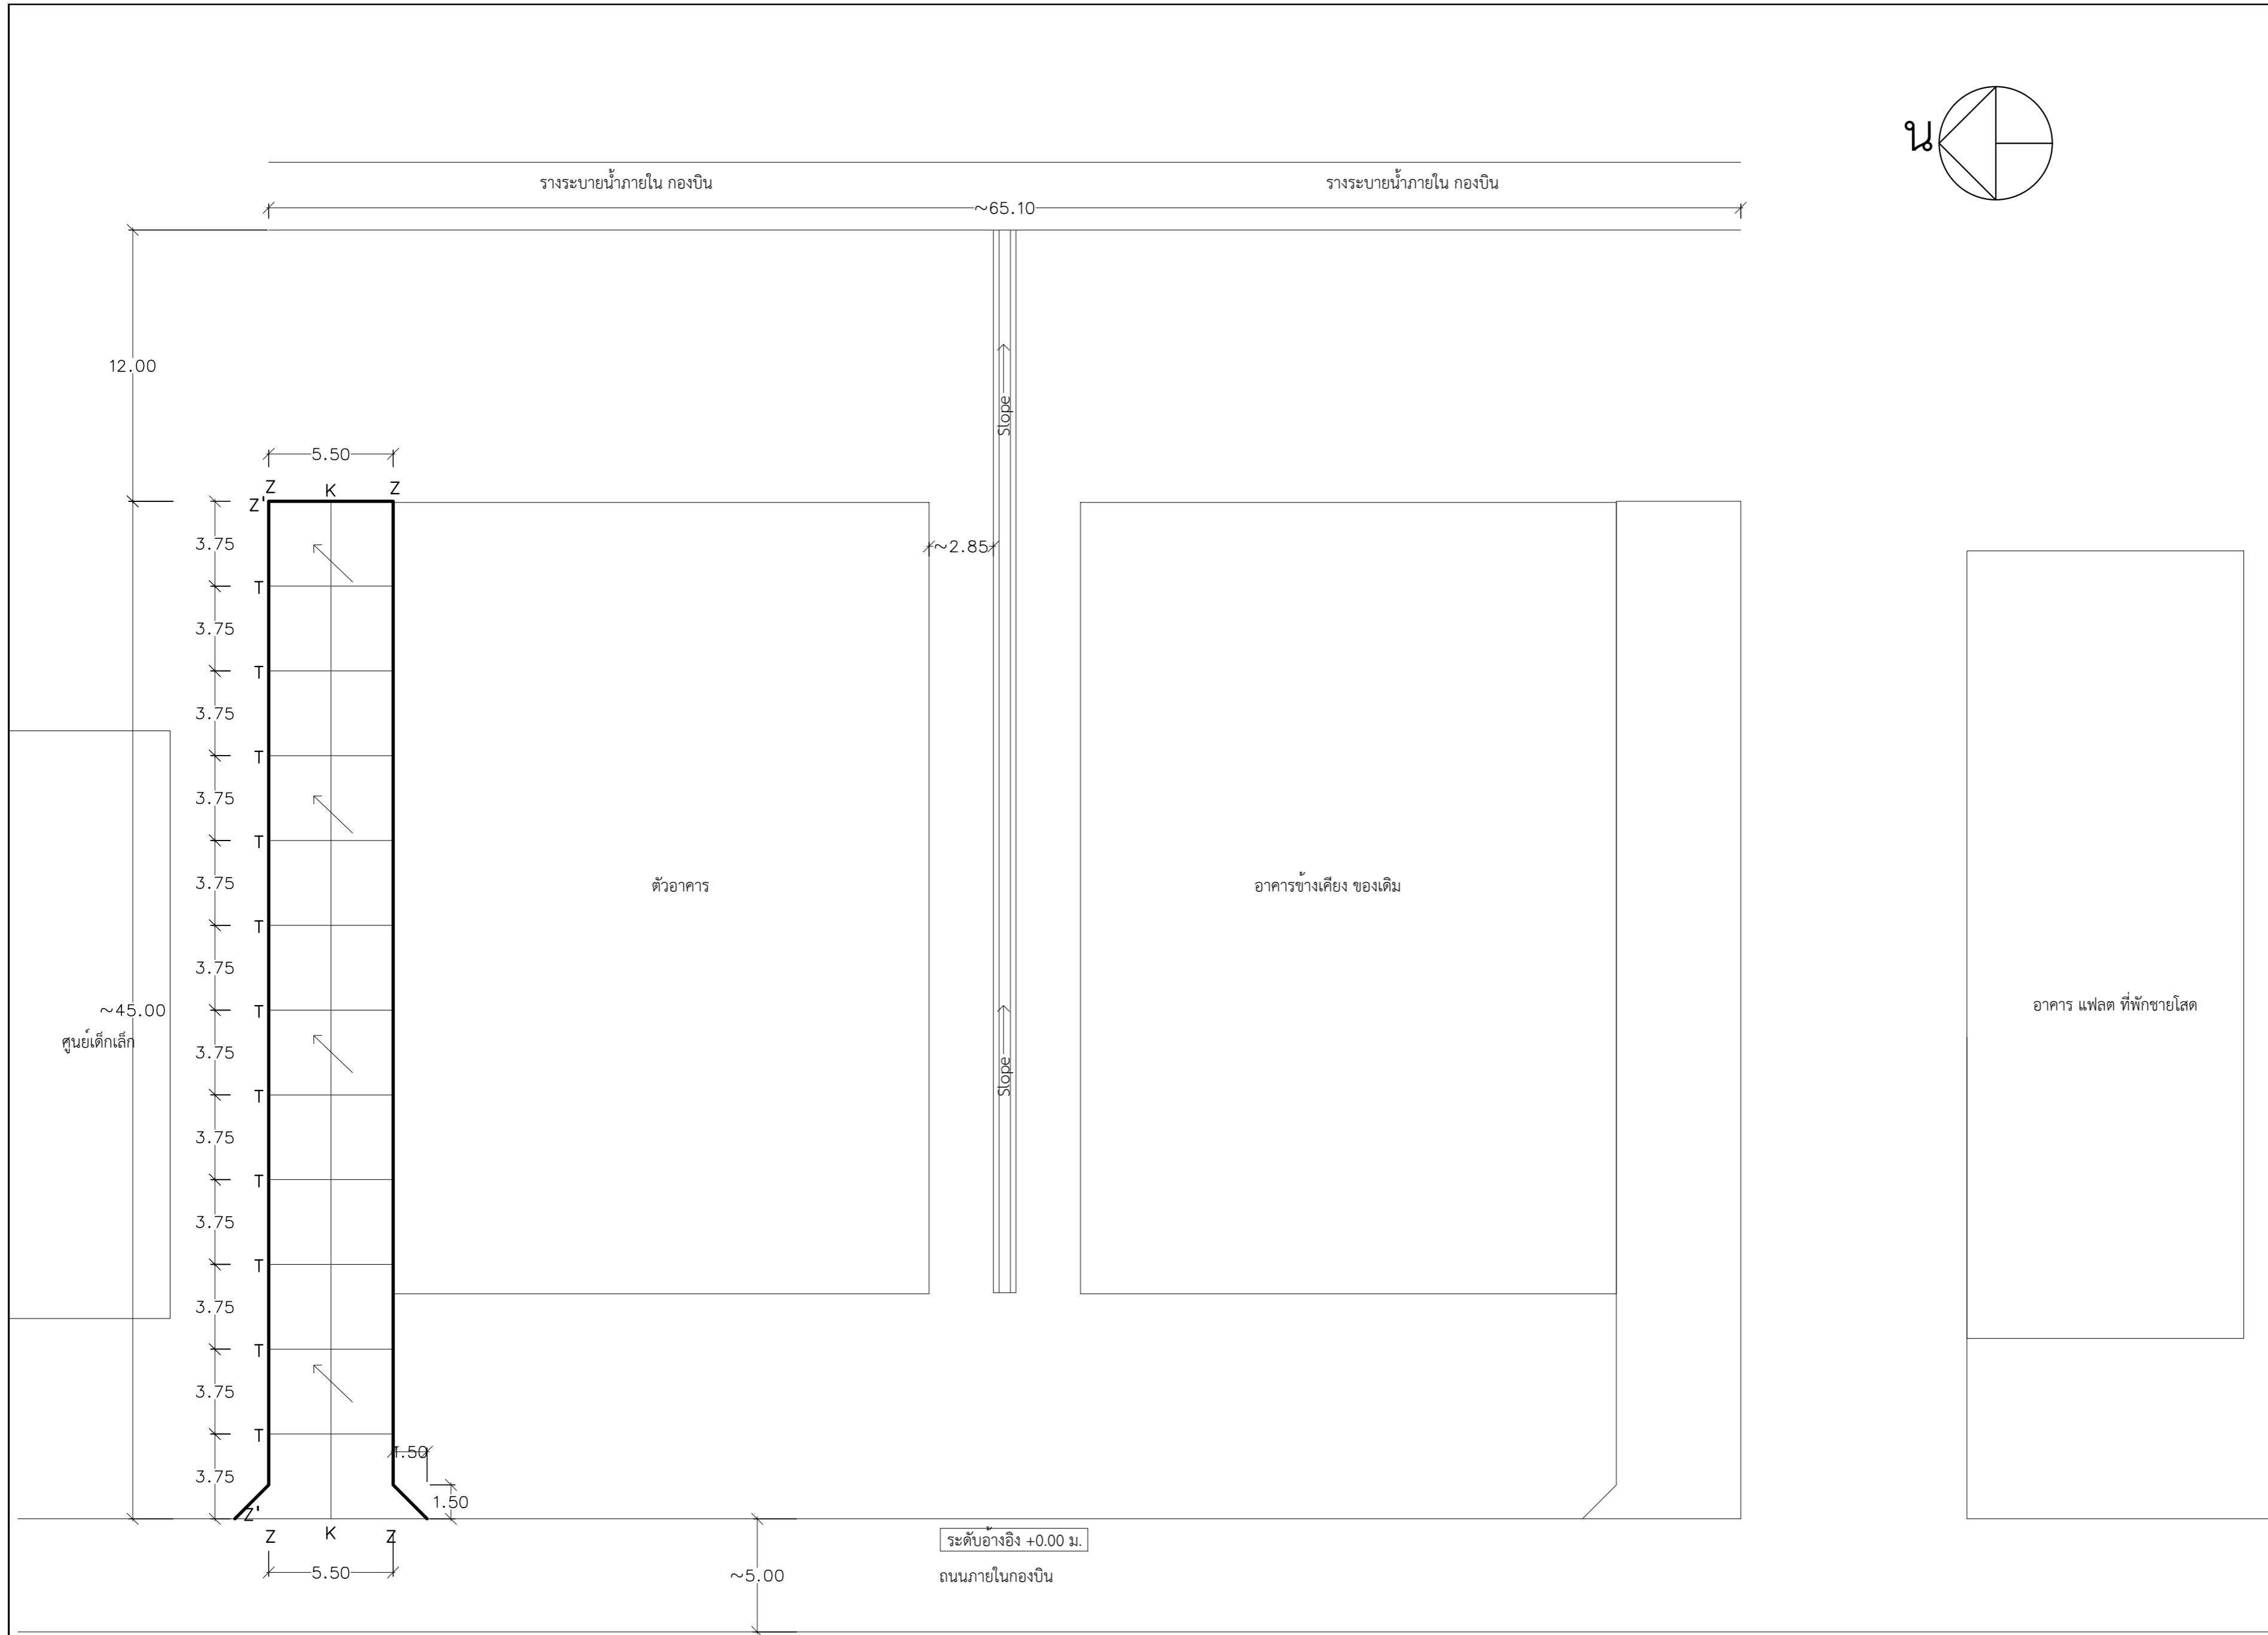 น
รางระบายน้ำภายใน กองบิน
รางระบายน้ำภายใน กองบิน
~65.10
12.00
Slope
5.50
Z
K
Z
Z'
3.75
~2.85
T
3.75
T
3.75
T
3.75
T
3.75
ตัวอาคาร
อาคารข้างเคียง ของเดิม
T
3.75
~45.00
T
อาคาร แฟลต ที่พักชายโสด
ศูนย์เด็กเล็ก
3.75
Slope
T
3.75
T
3.75
T
3.75
T
3.75
T
1.50
3.75
1.50
Z'
Z
K
Z
ระดับอ้างอิง +0.00 ม.
5.50
~5.00
ถนนภายในกองบิน